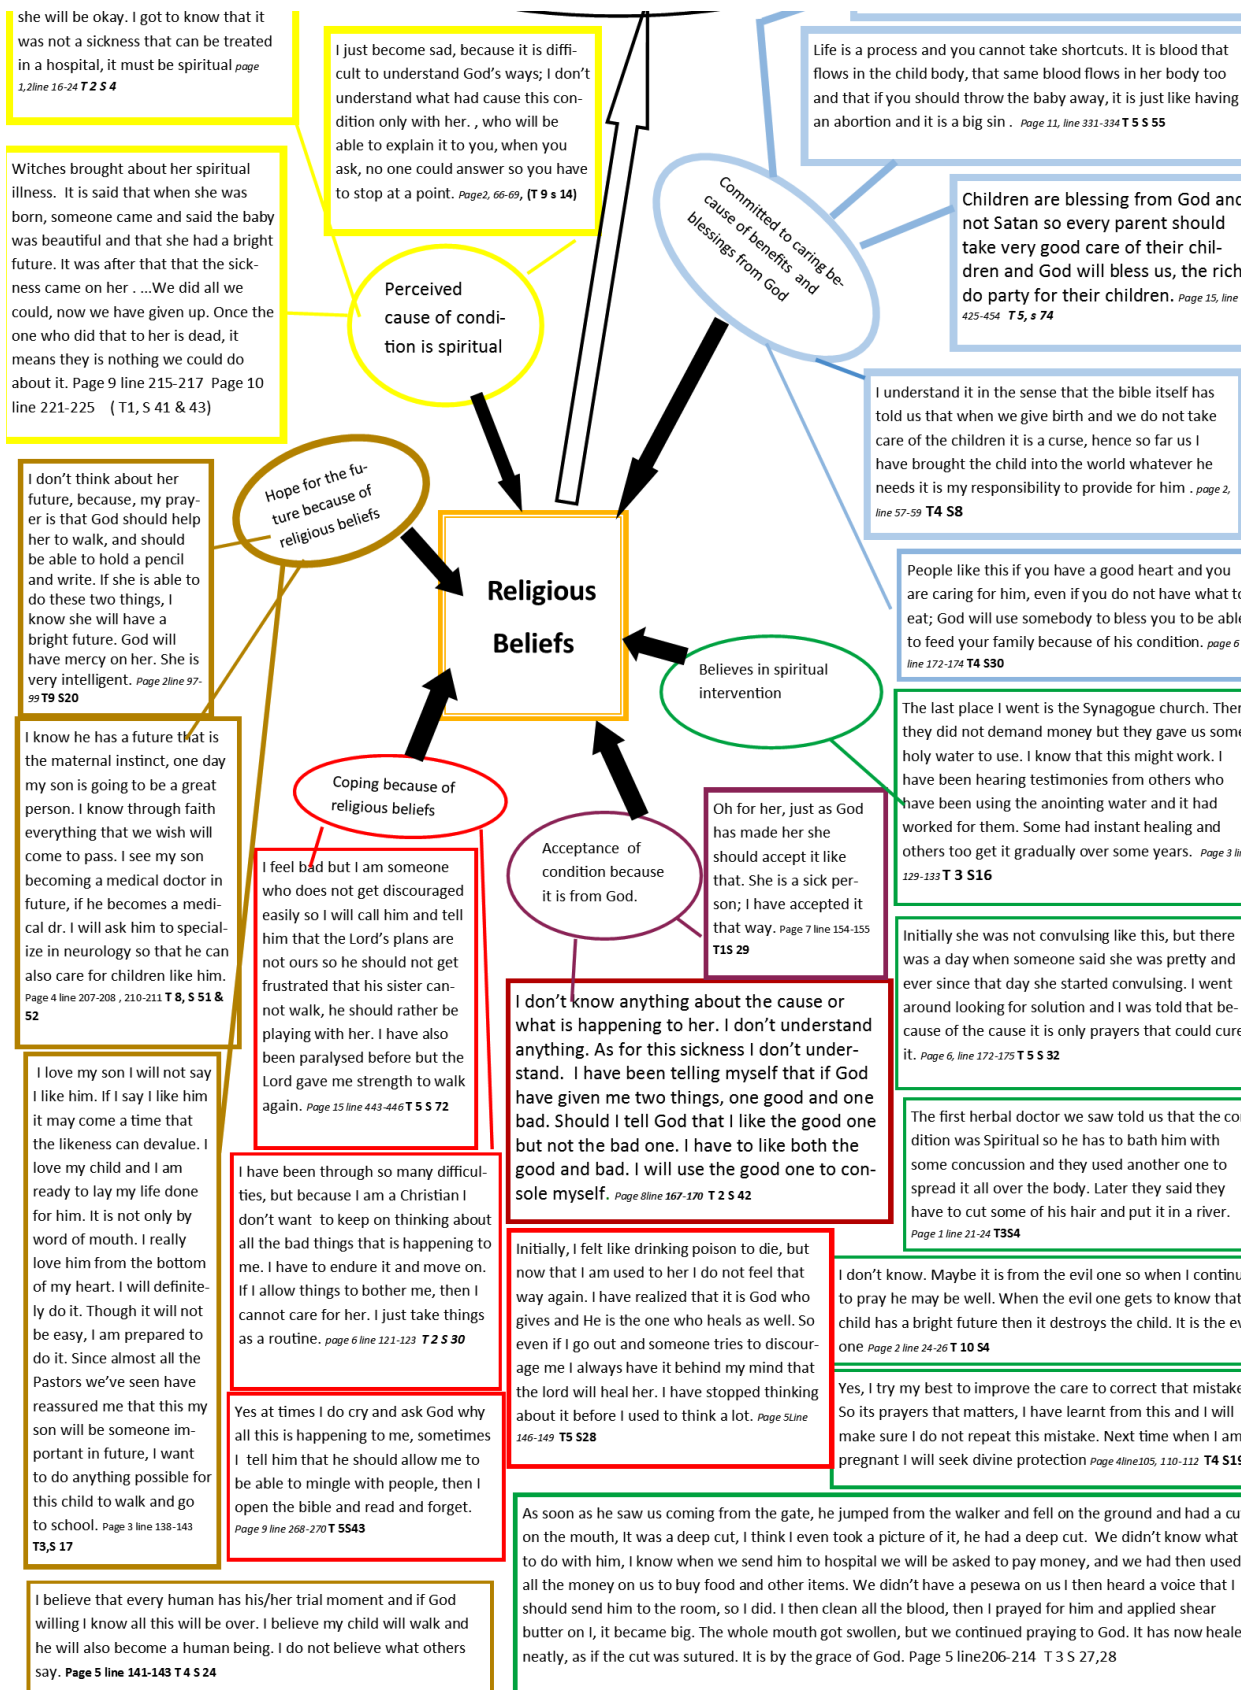 she will be okay. I got to know that it
was not a sickness that can be treated
in a hospital, it must be spiritual page
1,2line 16-24 T 2 S 4
I just become sad, because it is diffi-
cult to understand God's ways; I don't
understand what had cause this con-
dition only with her. , who will be
able to explain it to you, when you
ask, no one could answer so you have
to stop at a point. Page2, 66-69, (T 9 s 14)
Life is a process and you cannot take shortcuts. It is blood that
flows in the child body, that same blood flows in her body too
and that if you should throw the baby away, it is just like having
an abortion and it is a big sin . Page 11, line 331-334 T 5 S 55
Witches brought about her spiritual
illness. It is said that when she was
born, someone came and said the baby
was beautiful and that she had a bright
future. It was after that that the sick-
ness came on her . ...We did all we
could, now we have given up. Once the
one who did that to her is dead, it
means they is nothing we could do
about it. Page 9 line 215-217 Page 10
line 221-225 ( T1, S 41 & 43)
Perceived
cause of condi-
tion is spiritual
Committed to caring be-
cause of benefits and
blessings from God
Children are blessing from God and
not Satan so every parent should
take very good care of their chil-
dren and God will bless us, the rich
do party for their children. Page 15, line
425-454 T 5, s 74
I understand it in the sense that the bible itself has
told us that when we give birth and we do not take
care of the children it is a curse, hence so far us I
have brought the child into the world whatever he
needs it is my responsibility to provide for him . page 2,
line 57-59 T4 S8
Hope for the fu-
ture because of
religious beliefs
I don't think about her
future, because, my pray-
er is that God should help
her to walk, and should
be able to hold a pencil
and write. If she is able to
do these two things, I
know she will have a
bright future. God will
have mercy on her. She is
very intelligent. Page 2line 97-
99 T9 S20
Religious
Beliefs
People like this if you have a good heart and you
are caring for him, even if you do not have what to
eat; God will use somebody to bless you to be able
to feed your family because of his condition. page 6
line 172-174 T4 S30
Believes in spiritual
intervention
The last place I went is the Synagogue church. Ther
they did not demand money but they gave us some
holy water to use. I know that this might work. I
have been hearing testimonies from others who
have been using the anointing water and it had
worked for them. Some had instant healing and
others too get it gradually over some years. Page 3 li
129-133 T 3 S16
I know he has a future that is
the maternal instinct, one day
my son is going to be a great
person. I know through faith
everything that we wish will
come to pass. I see my son
becoming a medical doctor in
future, if he becomes a medi-
cal dr. I will ask him to special-
ize in neurology so that he can
also care for children like him.
Page 4 line 207-208 , 210-211 T 8, S 51 &
52
Coping because of
religious beliefs
Acceptance of
condition because
it is from God.
Oh for her, just as God
has made her she
should accept it like
that. She is a sick per-
son; I have accepted it
that way. Page 7 line 154-155
T1S 29
I feel bad but I am someone
who does not get discouraged
easily so I will call him and tell
him that the Lord's plans are
not ours so he should not get
frustrated that his sister can-
not walk, he should rather be
playing with her. I have also
been paralysed before but the
Lord gave me strength to walk
again. Page 15 line 443-446 T 5 S 72
Initially she was not convulsing like this, but there
was a day when someone said she was pretty and
ever since that day she started convulsing. I went
around looking for solution and I was told that be-
cause of the cause it is only prayers that could cure
it. Page 6, line 172-175 T 5 S 32
I don't know anything about the cause or
what is happening to her. I don't understand
anything. As for this sickness I don't under-
stand. I have been telling myself that if God
have given me two things, one good and one
bad. Should I tell God that I like the good one
but not the bad one. I have to like both the
good and bad. I will use the good one to con-
sole myself. Page 8line 167-170 T 2 S 42
I love my son I will not say
I like him. If I say I like him
it may come a time that
the likeness can devalue. I
love my child and I am
ready to lay my life done
for him. It is not only by
word of mouth. I really
love him from the bottom
of my heart. I will definite-
ly do it. Though it will not
be easy, I am prepared to
do it. Since almost all the
Pastors we've seen have
reassured me that this my
son will be someone im-
portant in future, I want
to do anything possible for
this child to walk and go
to school. Page 3 line 138-143
T3,S 17
The first herbal doctor we saw told us that the co
dition was Spiritual so he has to bath him with
some concussion and they used another one to
spread it all over the body. Later they said they
have to cut some of his hair and put it in a river.
Page 1 line 21-24 T3S4
I have been through so many difficul-
ties, but because I am a Christian I
don't want to keep on thinking about
all the bad things that is happening to
me. I have to endure it and move on.
If I allow things to bother me, then I
cannot care for her. I just take things
as a routine. page 6 line 121-123 T 2 S 30
Initially, I felt like drinking poison to die, but
now that I am used to her I do not feel that
way again. I have realized that it is God who
gives and He is the one who heals as well. So
even if I go out and someone tries to discour-
age me I always have it behind my mind that
the lord will heal her. I have stopped thinking
about it before I used to think a lot. Page 5Line
146-149 T5 S28
I don't know. Maybe it is from the evil one so when I continu
to pray he may be well. When the evil one gets to know that
child has a bright future then it destroys the child. It is the ev
one Page 2 line 24-26 T 10 S4
Yes, I try my best to improve the care to correct that mistake
So its prayers that matters, I have learnt from this and I will
make sure I do not repeat this mistake. Next time when I am
pregnant I will seek divine protection Page 4line105, 110-112 T4 S19
Yes at times I do cry and ask God why
all this is happening to me, sometimes
I tell him that he should allow me to
be able to mingle with people, then I
open the bible and read and forget.
Page 9 line 268-270 T 5S43
As soon as he saw us coming from the gate, he jumped from the walker and fell on the ground and had a cu
on the mouth, It was a deep cut, I think I even took a picture of it, he had a deep cut. We didn't know what
to do with him, I know when we send him to hospital we will be asked to pay money, and we had then used
all the money on us to buy food and other items. We didn't have a pesewa on us I then heard a voice that I
should send him to the room, so I did. I then clean all the blood, then I prayed for him and applied shear
butter on I, it became big. The whole mouth got swollen, but we continued praying to God. It has now heale
neatly, as if the cut was sutured. It is by the grace of God. Page 5 line206-214 T 3 S 27,28
I believe that every human has his/her trial moment and if God
willing I know all this will be over. I believe my child will walk and
he will also become a human being. I do not believe what others
say. Page 5 line 141-143 T 4 S 24